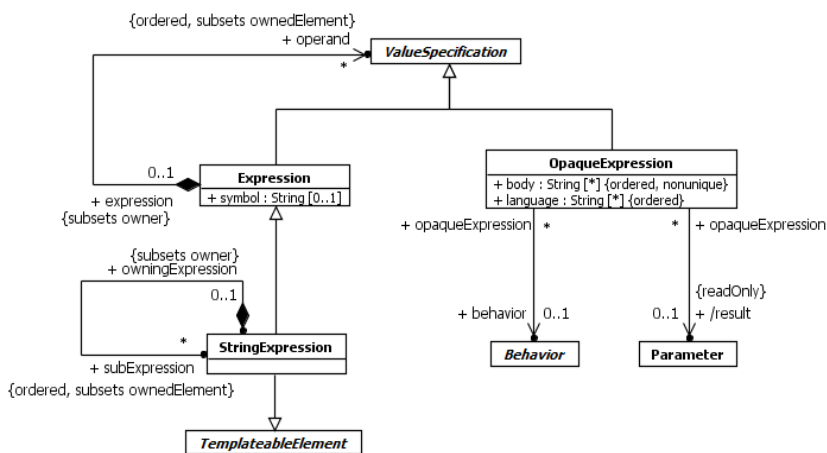 {ordered, subsets ownedElement}
+ operand
*
ValueSpecification
0..1
Expression
+ symbol : String [0..1]
+ expression
{subsets owner}
OpaqueExpression
+ body : String [*] {ordered, nonunique}
+ language : String [*] {ordered}
+ opaqueExpression
*
*
+ opaqueExpression
{subsets owner}
+ owningExpression
0..1
*
StringExpression
+ subExpression
{ordered, subsets ownedElement}
+ behavior
0..1
{readOnly}
0..1
+ /result
Behavior
Parameter
TemplateableElement